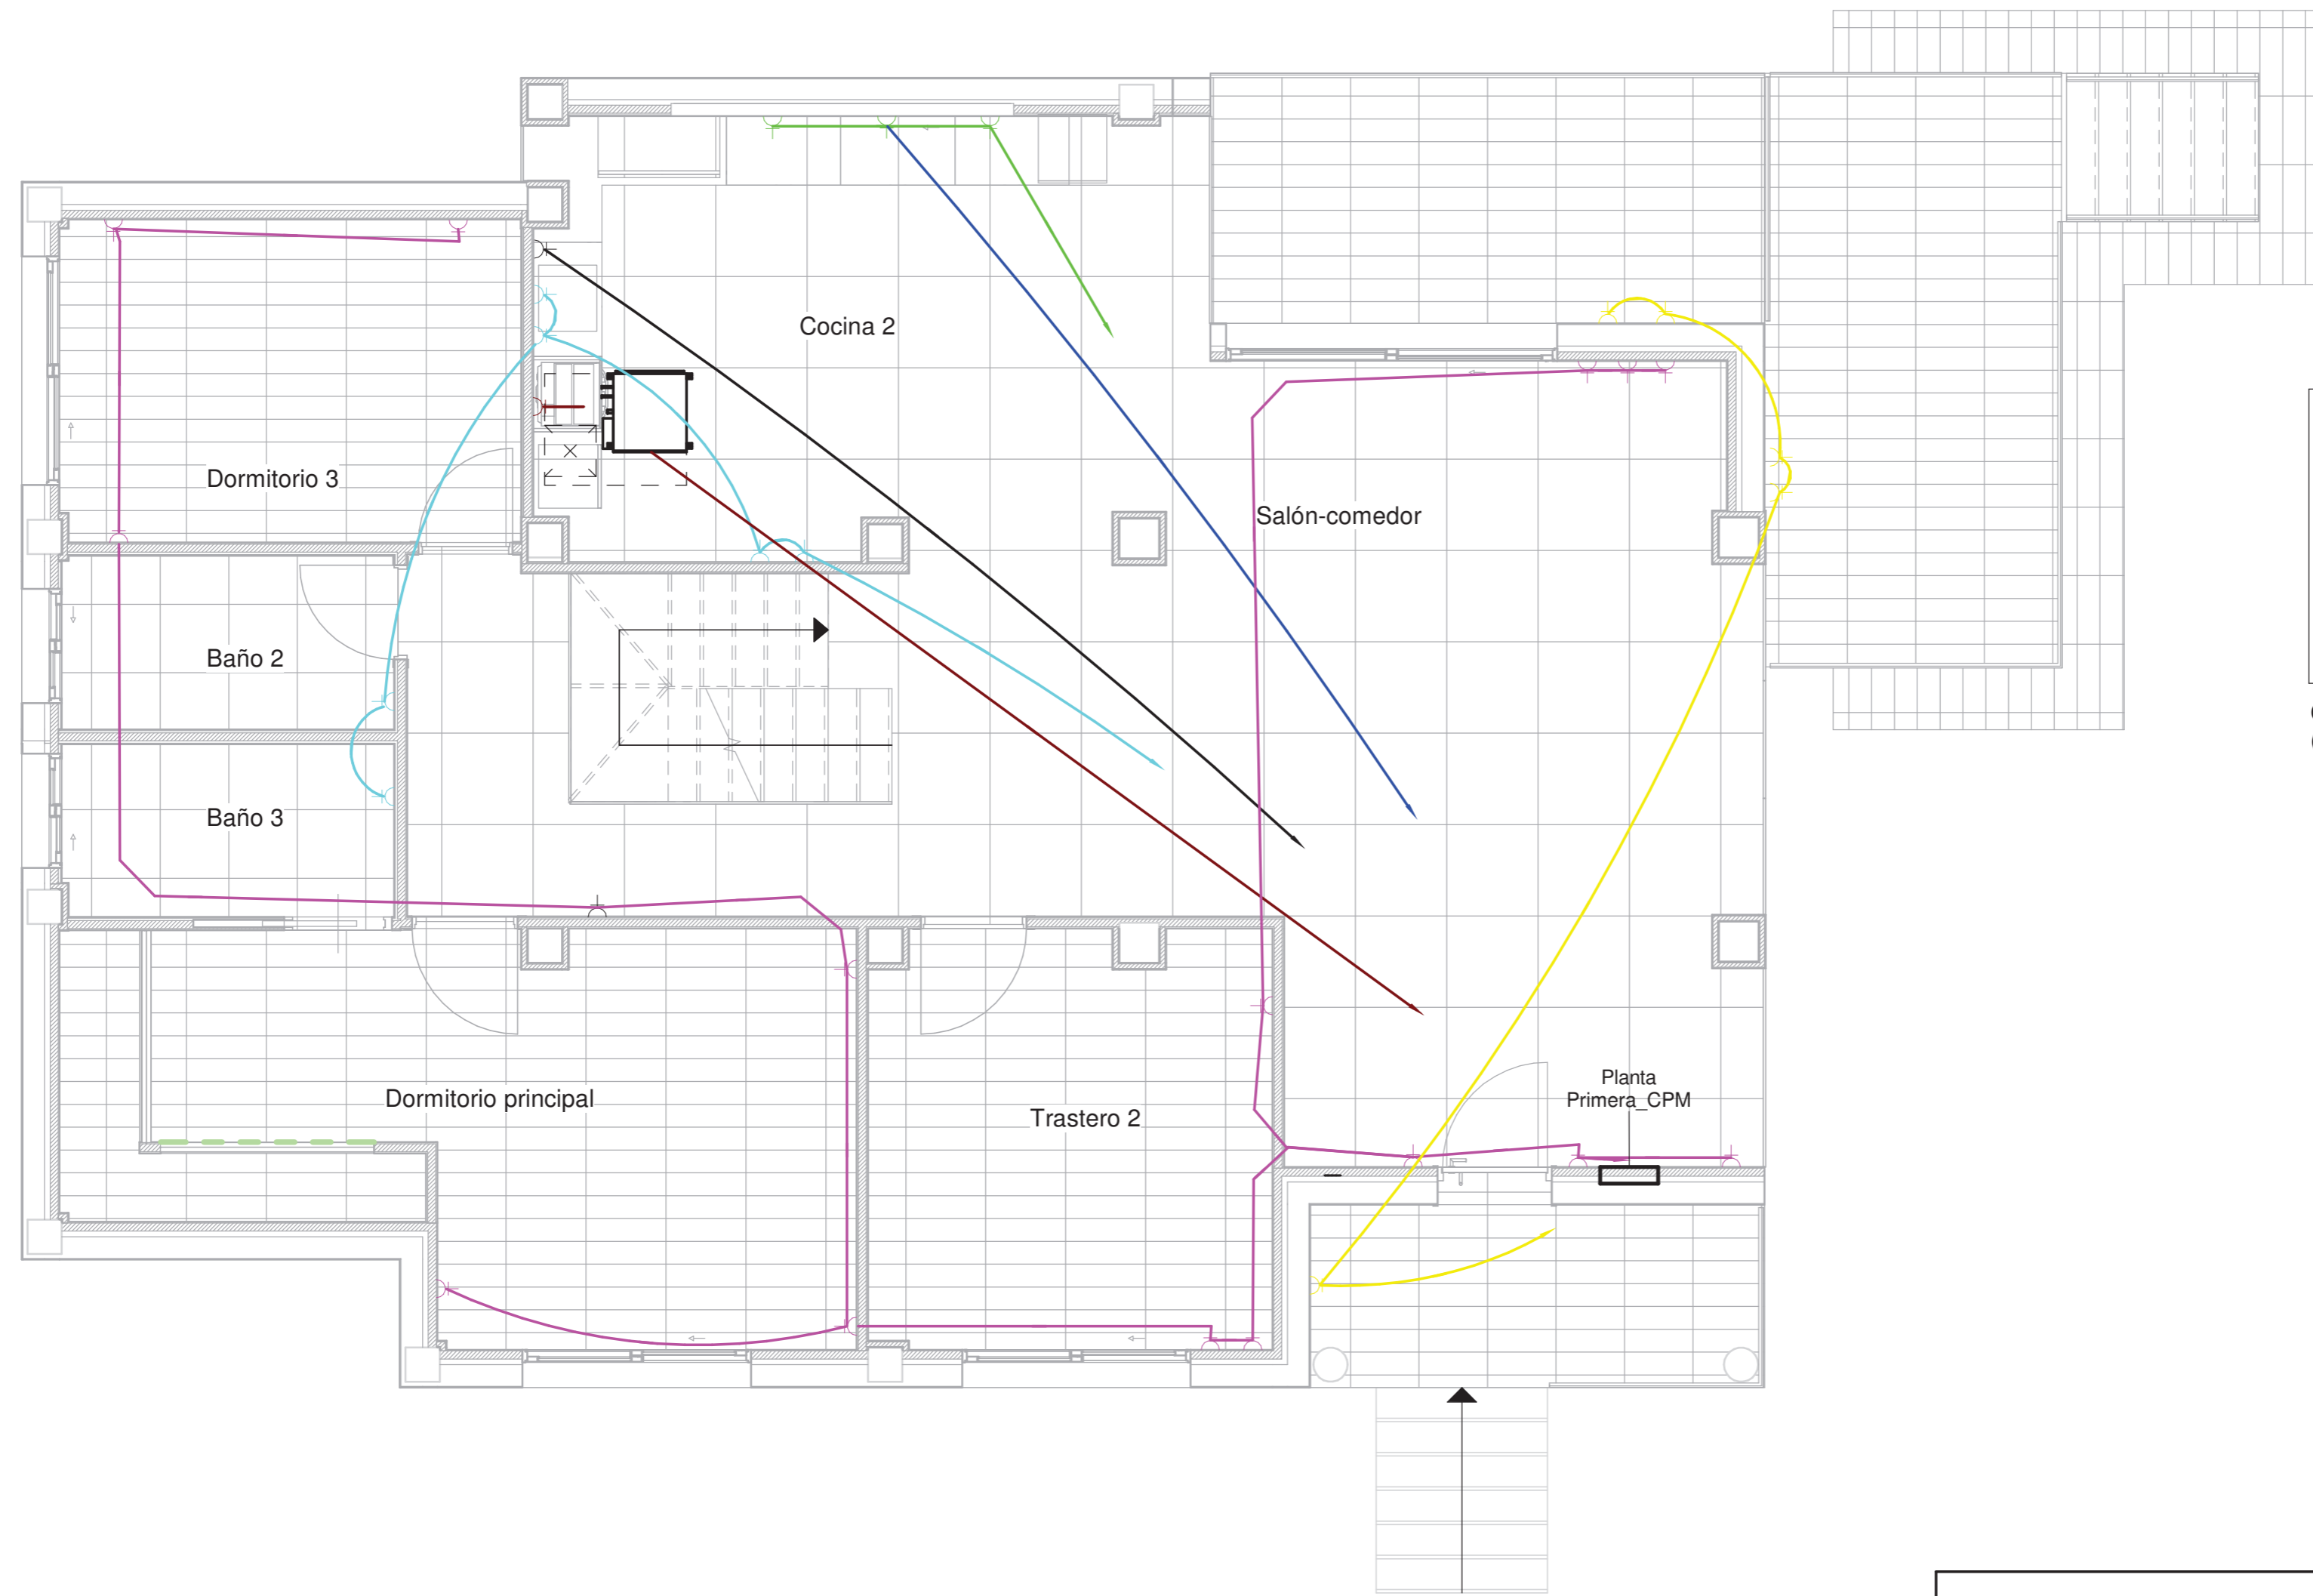 Cocina 2
Dormitorio 3
Salón-comedor
Baño 2
Baño 3
Dormitorio principal
Trastero 2
Planta
Primera_CPM